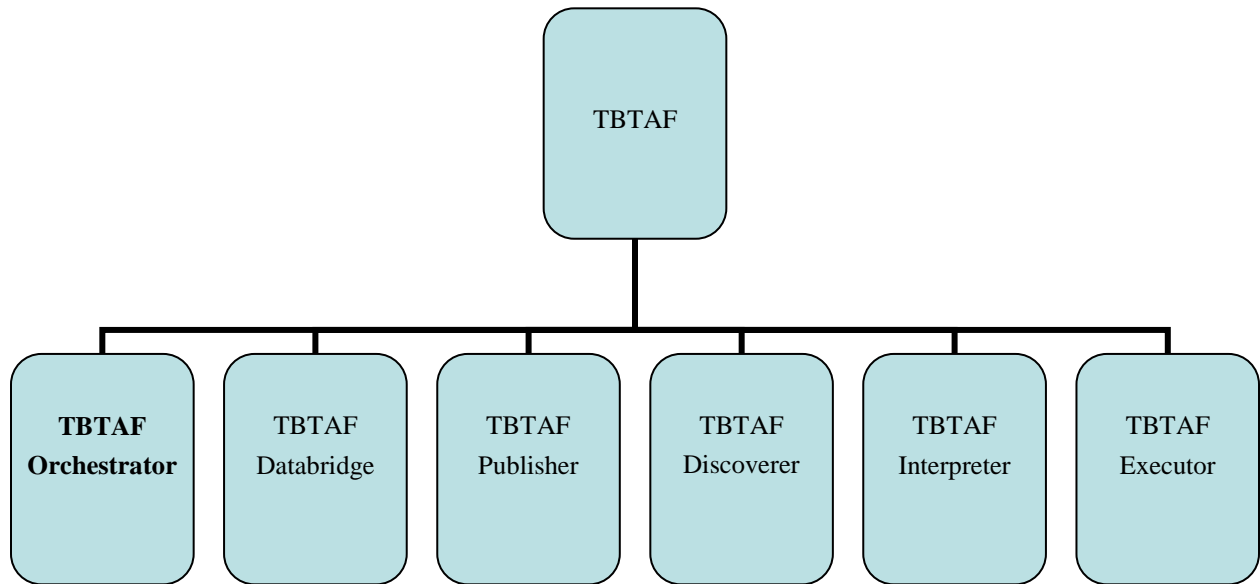 TBTAF
TBTAF
Orchestrator
TBTAF
Databridge
TBTAF
Publisher
TBTAF
Discoverer
TBTAF
Interpreter
TBTAF
Executor